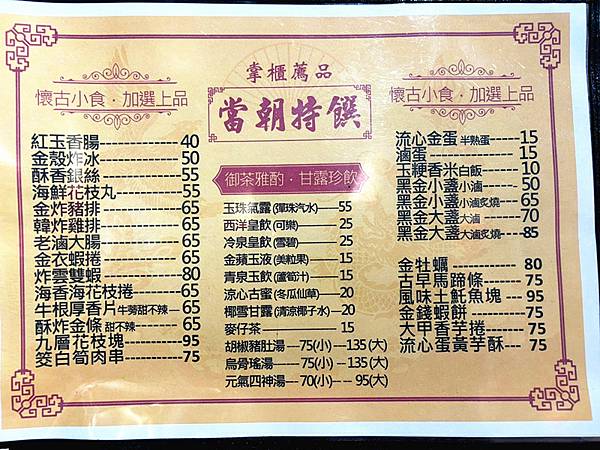 掌櫃薦品
當朝特饌
懷古小食．加選上品
紅玉香腸 40
金殼炸冰 50
酥香銀絲 55
海鮮花枝丸 55
金炸豬排 65
韓炸雞排 65
老滷大腸 65
金衣蝦捲 65
炸雲雙蝦 80
海香海花枝捲 65
牛根厚香片 牛蒡甜不辣 65
酥炸金條 甜不辣 65
九層花枝塊 95
筊白筍肉串 75
御茶雅酌．甘露珍飲
玉珠氣露(彈珠汽水) 55
西洋皇飲(可樂) 25
冷泉皇飲(雪碧) 25
金蘋玉液(美粒果) 15
青泉玉飲(蘆筍汁) 15
涼心古蜜(冬瓜仙草) 20
椰雪甘露(清涼椰子水) 20
麥仔茶 15
胡椒豬肚湯 75(小) 135(大)
烏骨瑤湯 75(小) 135(大)
元氣四神湯 70(小) 95(大)
懷古小食．加選上品
流心金蛋 半熟蛋 15
滷蛋 15
玉粳香米 白飯 10
黑金小盞 小滷 50
黑金小盞 小滷炙燒 65
黑金大盞 大滷 70
黑金大盞 大滷炙燒 85
金牡蠣 80
古早馬蹄條 75
風味土魠魚塊 95
金錢蝦餅 75
大甲香芋捲 75
流心蛋黃芋酥 75